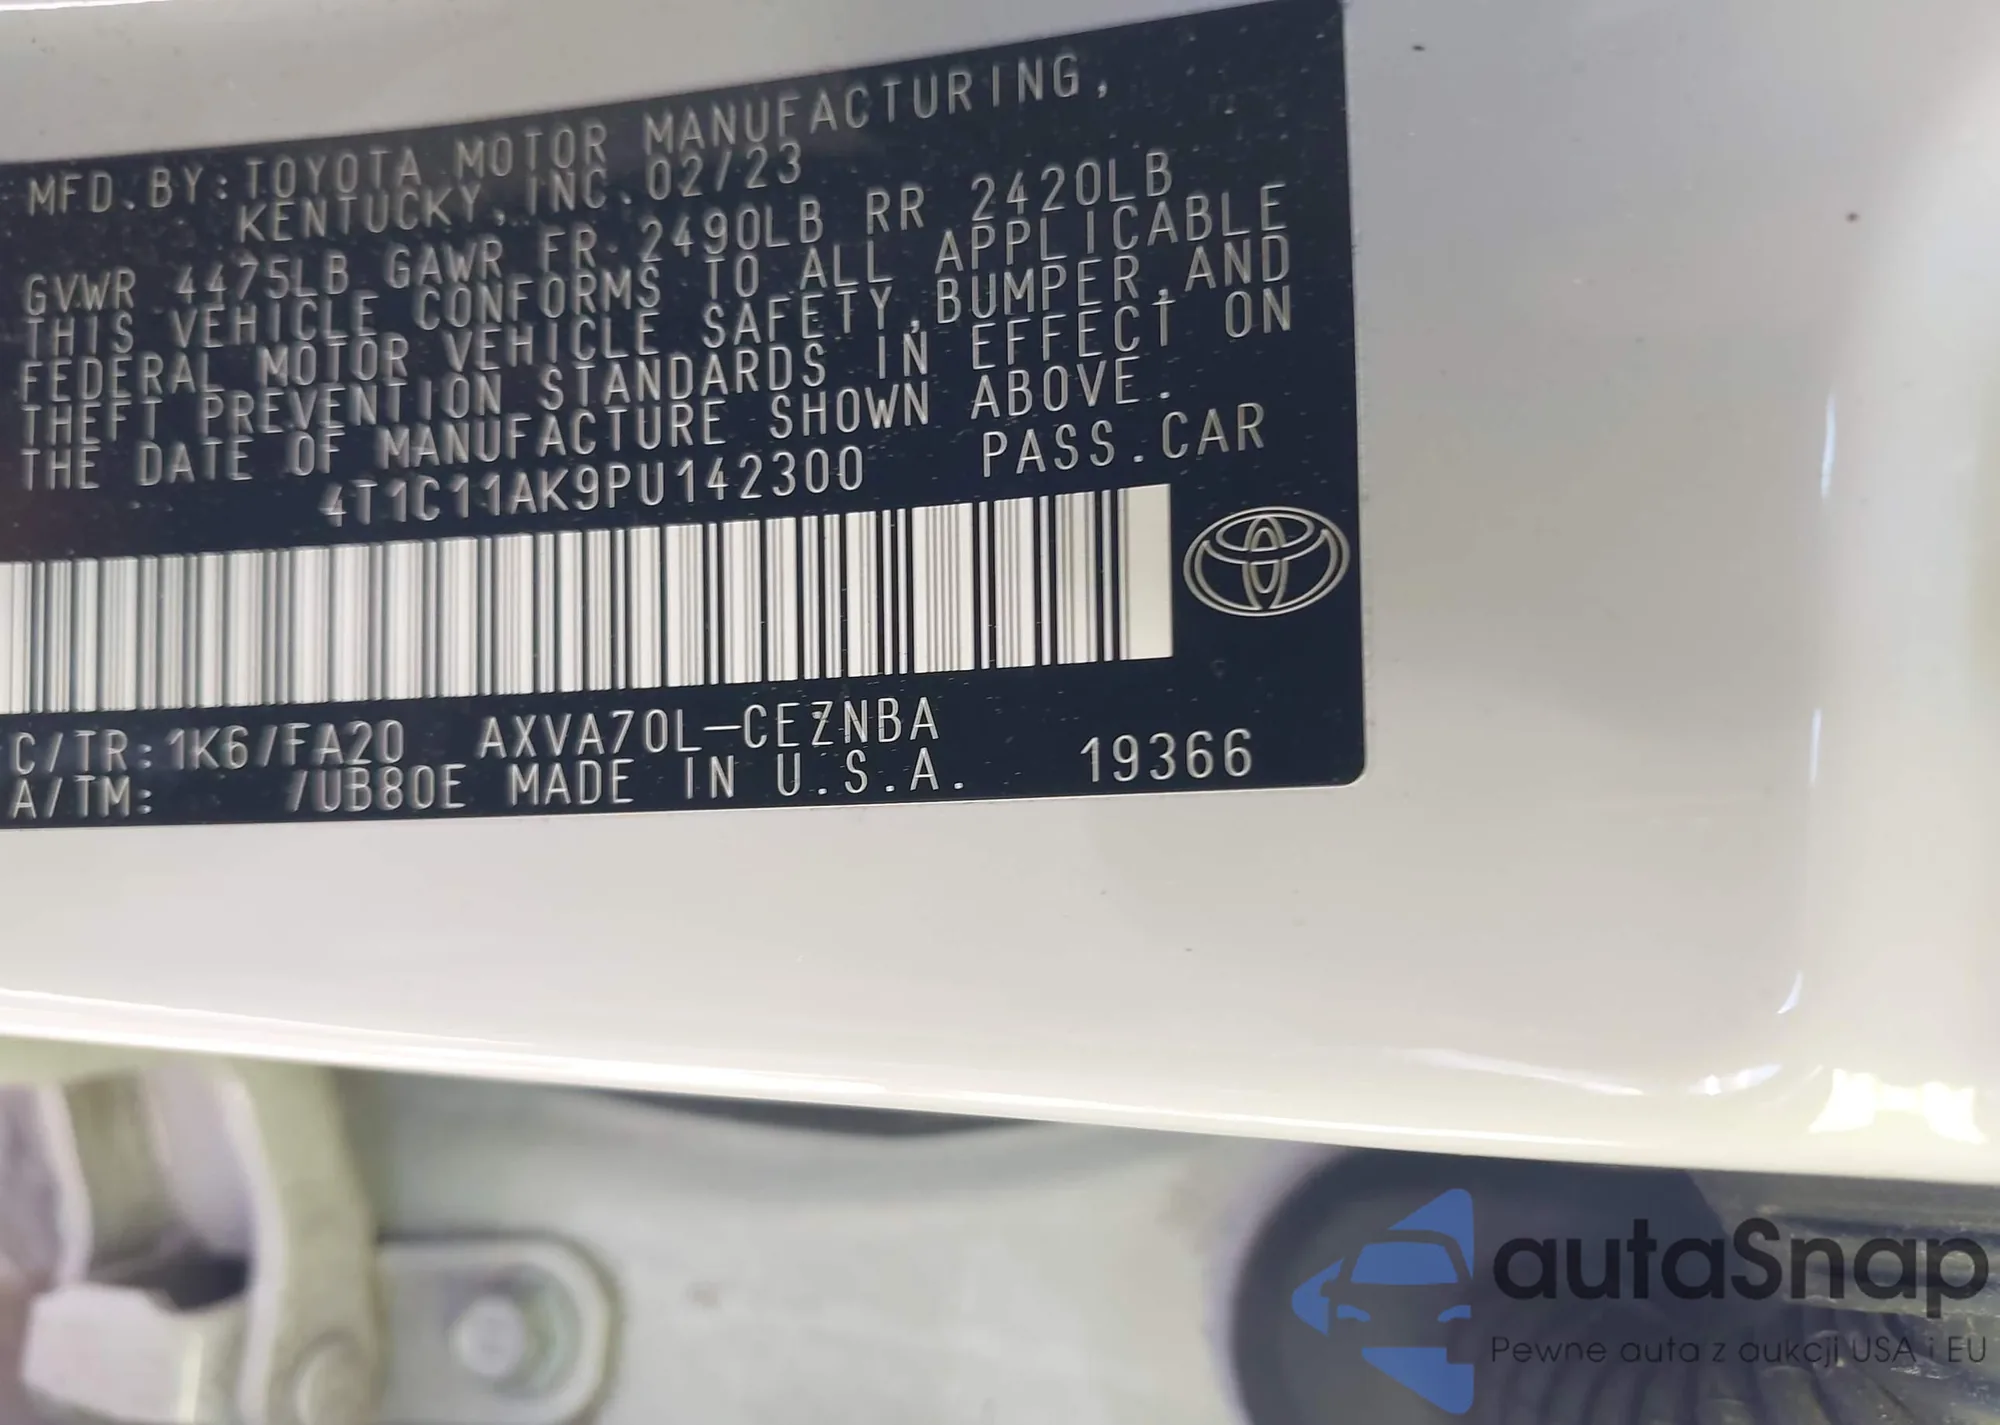 MFD.BY:TOYOTA MOTOR MANUFACTURING,
KENTUCKY,INC.02/23
GVWR 4475LB GAWR FR 2490LB RR 2420LB
THIS VEHICLE CONFORMS TO ALL APPLICABLE
FEDERAL MOTOR VEHICLE SAFETY,BUMPER,AND
THEFT PREVENTION STANDARDS IN EFFECT ON
THE DATE OF MANUFACTURE SHOWN ABOVE.
4T1C11AK9PU142300 PASS.CAR
C/TR:1K6/FA20 AXVA70L-CEZNBA
A/TM: /UB80E MADE IN U.S.A. 19366
autaSnap
Pewne auta z aukcji USA i EU